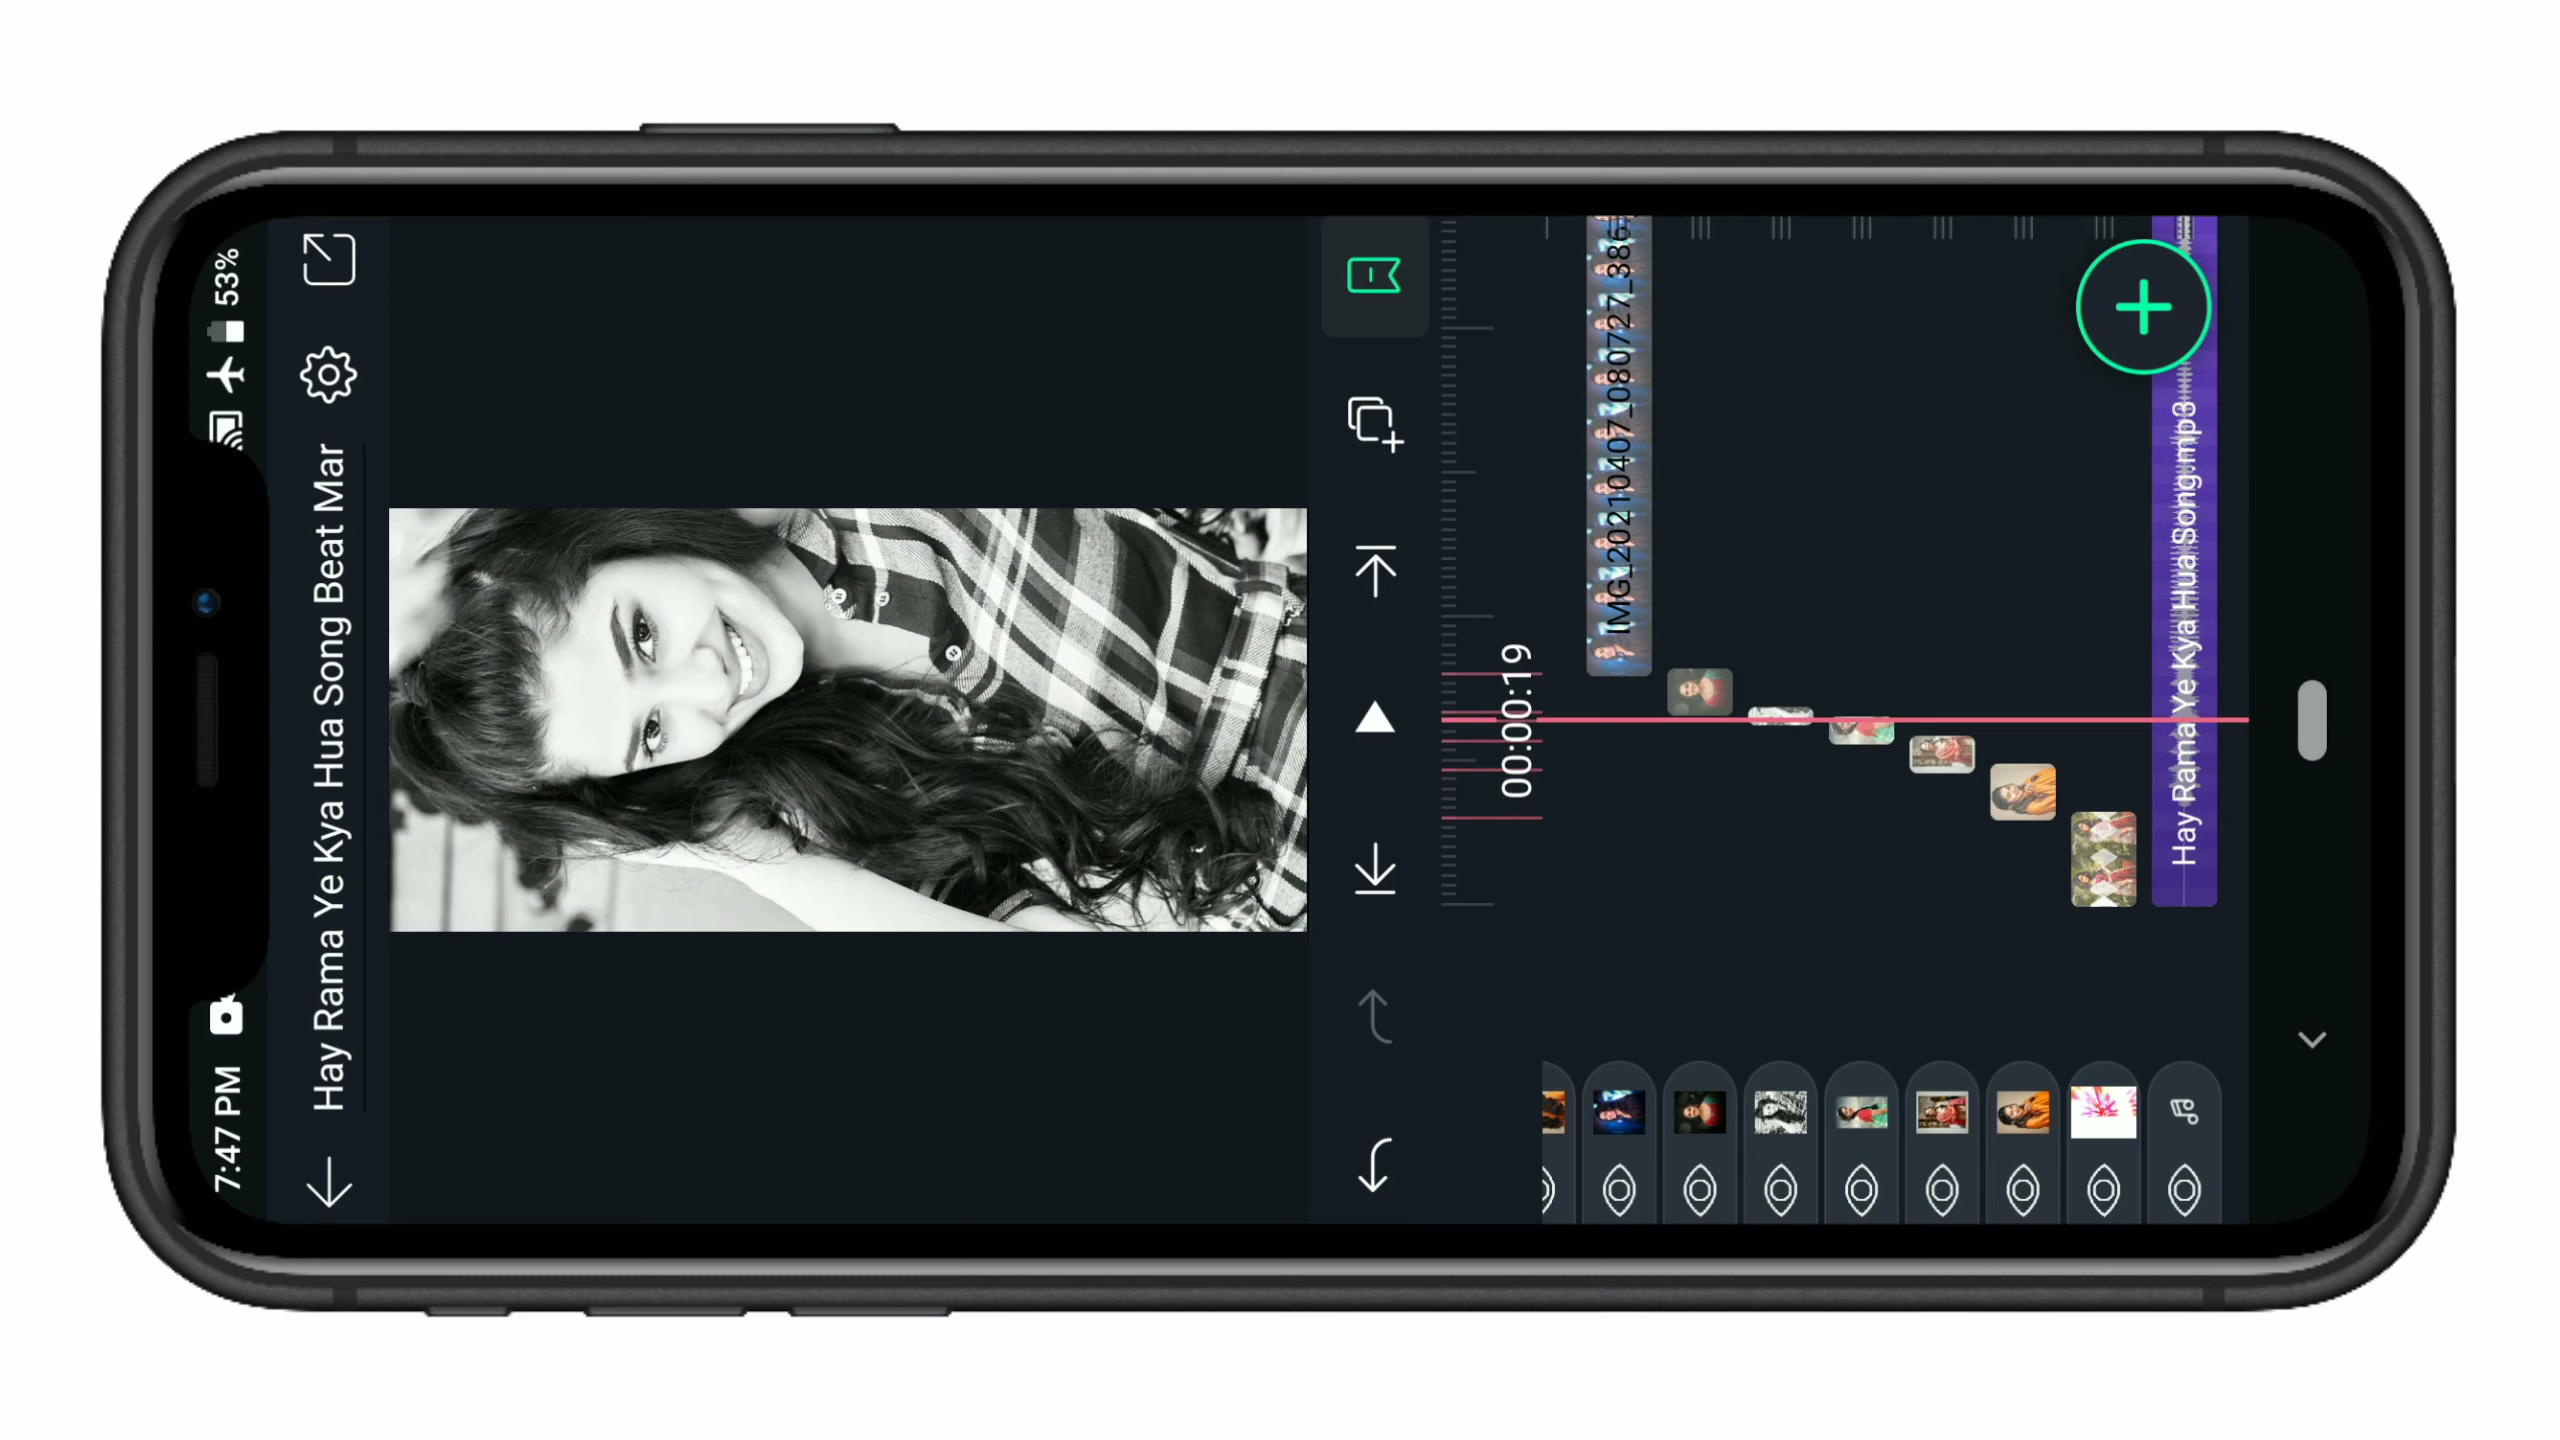 7:47 PM
53%
Hay Rama Ye Kya Hua Song Beat Mar
00:00:19
IMG_20210407_080727_386.
Hay Rama Ye Kya Hua Song.mp3